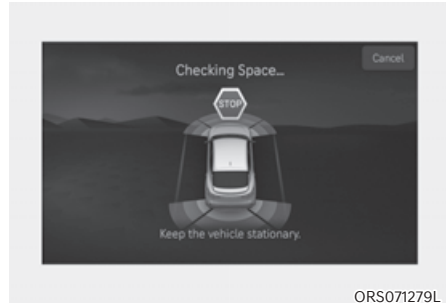 Cancel
Checking Space...
STOP
Keep the vehicle stationary.
ORS071279L